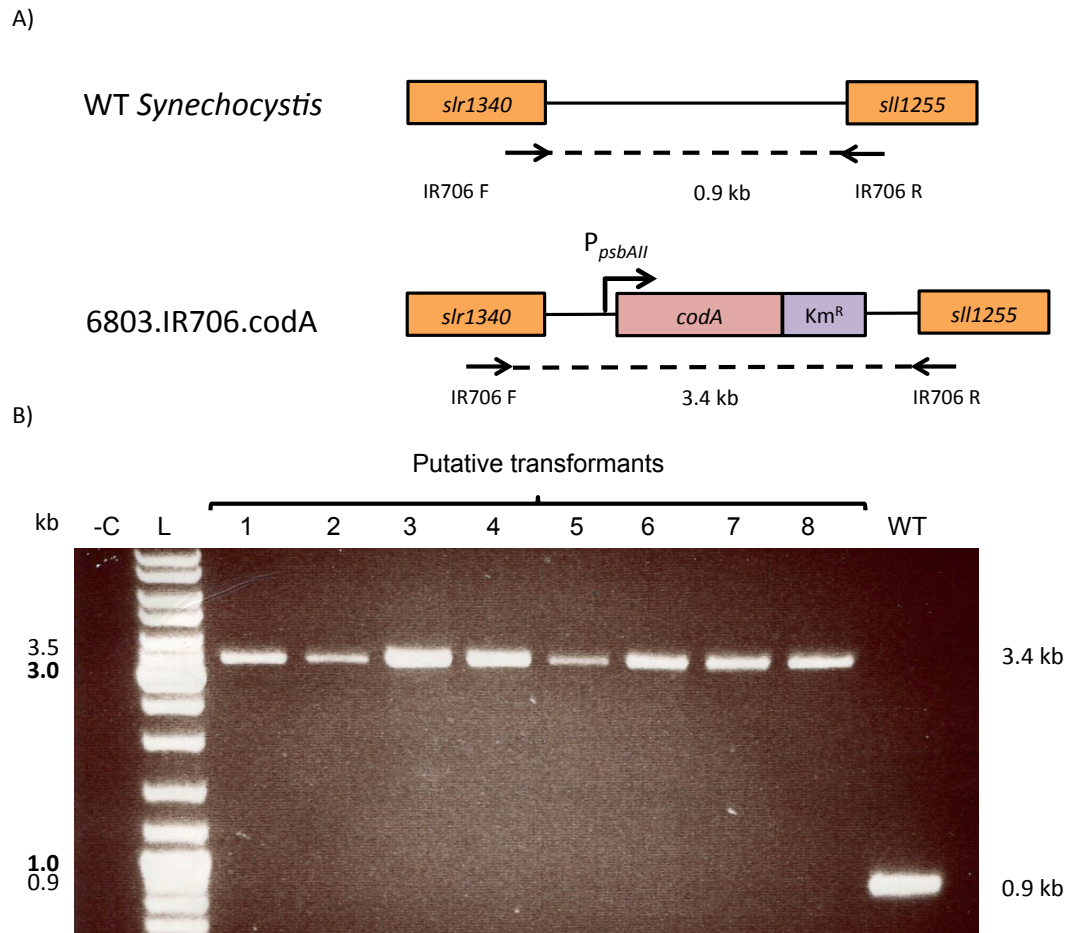 A)
WT Synechocystis
slr1340
sll1255
IR706 F
0.9 kb
IR706 R
PpsbAII
6803.IR706.codA
slr1340
codA
KmR
sll1255
IR706 F
3.4 kb
IR706 R
B)
Putative transformants
kb -C L 1 2 3 4 5 6 7 8 WT
3.5
3.0
3.4 kb
1.0
0.9
0.9 kb